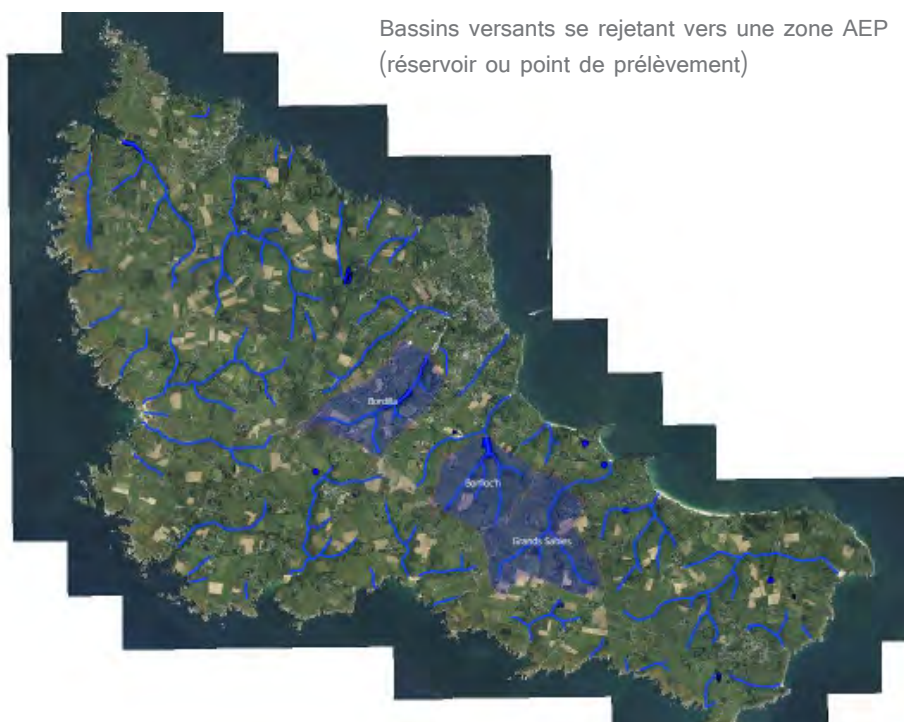 Bassins versants se rejetant vers une zone AEP
(réservoir ou point de prélèvement)
Bordilla
Borfloch
Grands Sables